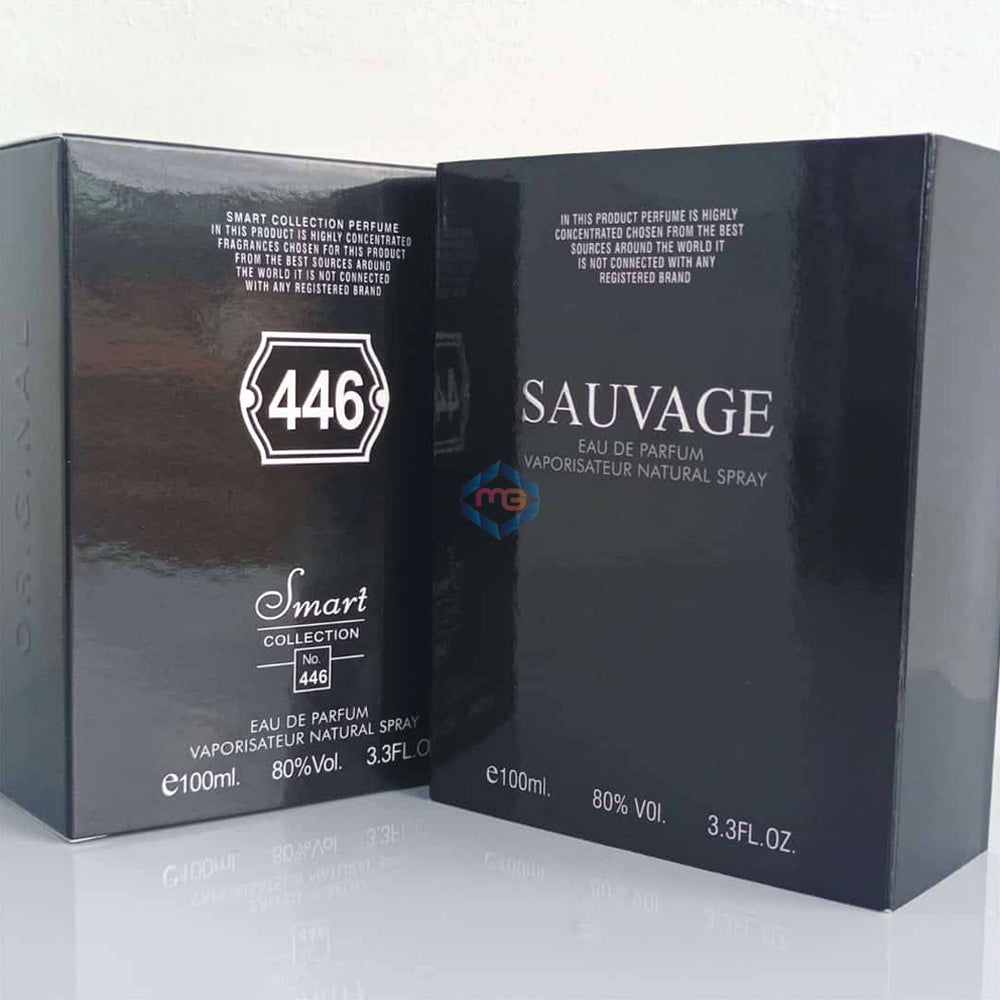 ORIGINAL
SMART COLLECTION PERFUME
IN THIS PRODUCT IS HIGHLY CONCENTRATED
FRAGRANCES CHOSEN FOR THIS PRODUCT
FROM THE BEST SOURCES AROUND
THE WORLD IT IS NOT CONNECTED
WITH ANY REGISTERED BRAND
446
Smart
COLLECTION
No.
446
EAU DE PARFUM
VAPORISATEUR NATURAL SPRAY
e100ml. 80%Vol. 3.3FL.O
IN THIS PRODUCT PERFUME IS HIGHLY
CONCENTRATED CHOSEN FROM THE BEST
SOURCES AROUND THE WORLD IT
IS NOT CONNECTED WITH ANY
REGISTERED BRAND
SAUVAGE
EAU DE PARFUM
VAPORISATEUR NATURAL SPRAY
e100ml. 80% V0l. 3.3FL.OZ.
MG